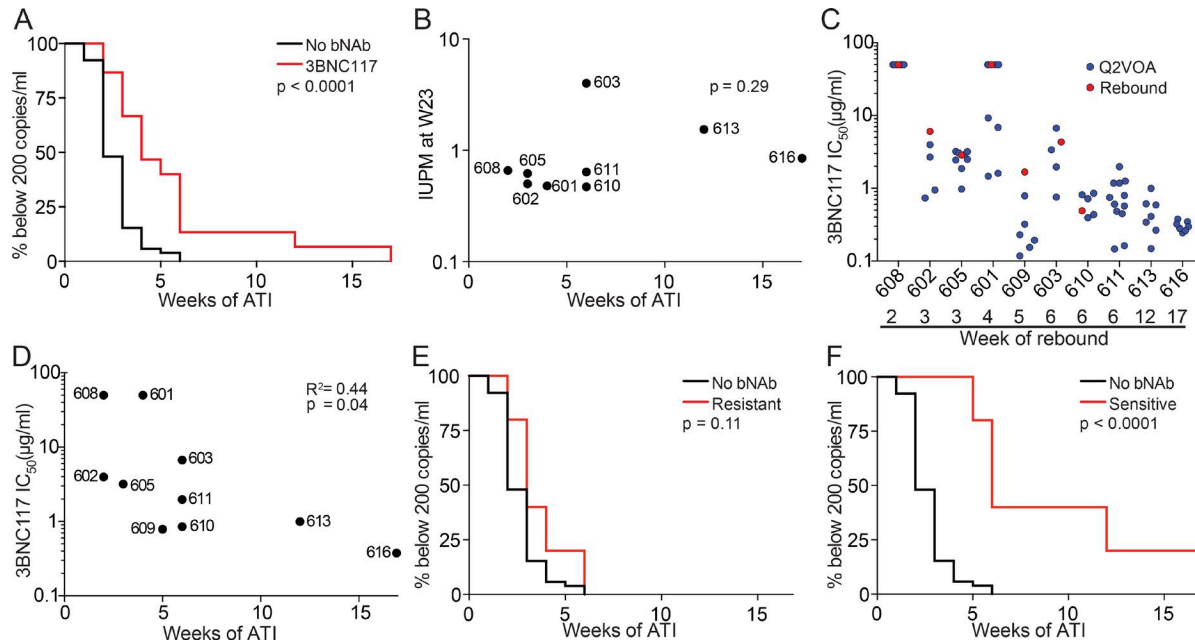 A
No bNAb
3BNC117
p < 0.0001
% below 200 copies/ml
100
75
50
25
0
0 5 10 15
Weeks of ATI
B
IUPM at W23
10
1
0.1
p = 0.29
603
613
616
608
605
602
601
611
610
0 5 10 15
Weeks of ATI
C
3BNC117 IC50(μg/ml)
100
10
1
0.1
Q2VOA
Rebound
608 602 605 601 609 603 610 611 613 616
2 3 3 4 5 6 6 6 12 17
Week of rebound
D
3BNC117 IC50(μg/ml)
100
10
1
0.1
R2= 0.44
p = 0.04
608
601
602
605
603
611
609
610
613
616
0 5 10 15
Weeks of ATI
E
No bNAb
Resistant
p = 0.11
% below 200 copies/ml
100
75
50
25
0
0 5 10 15
Weeks of ATI
F
No bNAb
Sensitive
p < 0.0001
% below 200 copies/ml
100
75
50
25
0
0 5 10 15
Weeks of ATI